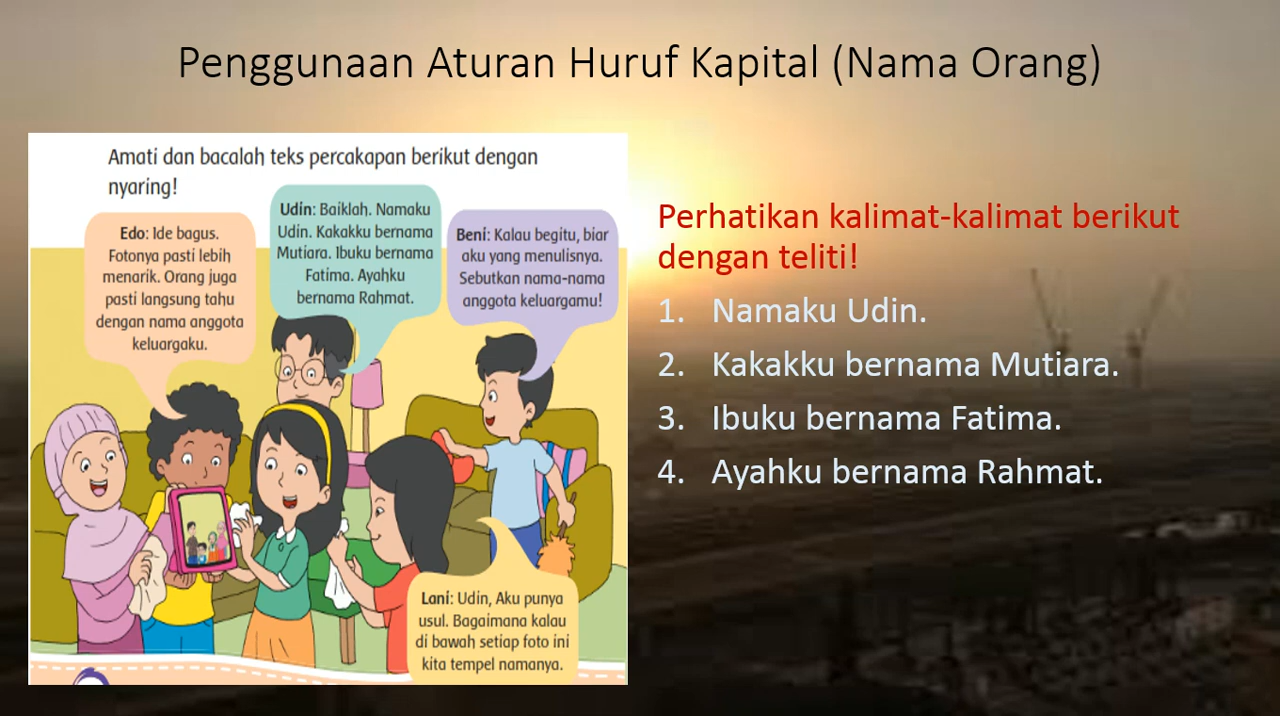 Penggunaan Aturan Huruf Kapital (Nama Orang)
Amati dan bacalah teks percakapan berikut dengan
nyaring!
Edo: Ide bagus.
Fotonya pasti lebih
menarik. Orang juga
pasti langsung tahu
dengan nama anggota
keluargaku.
Udin: Baiklah. Namaku
Udin. Kakakku bernama
Mutiara. Ibuku bernama
Fatima. Ayahku
bernama Rahmat.
Beni: Kalau begitu, biar
aku yang menulisnya.
Sebutkan nama-nama
anggota keluargamu!
Lani: Udin, Aku punya
usul. Bagaimana kalau
di bawah setiap foto ini
kita tempel namanya.
Perhatikan kalimat-kalimat berikut
dengan teliti!
1. Namaku Udin.
2. Kakakku bernama Mutiara.
3. Ibuku bernama Fatima.
4. Ayahku bernama Rahmat.